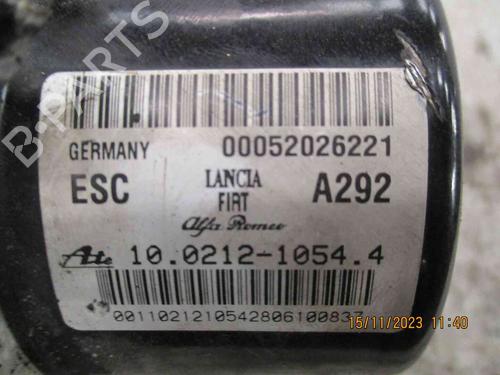 B-PARTS
GERMANY 00052026221
ESC LANCIA A292
FIAT
Alfa Romeo
Ate 10.0212-1054.4
0011021210542806100837
15/11/2023 11:40